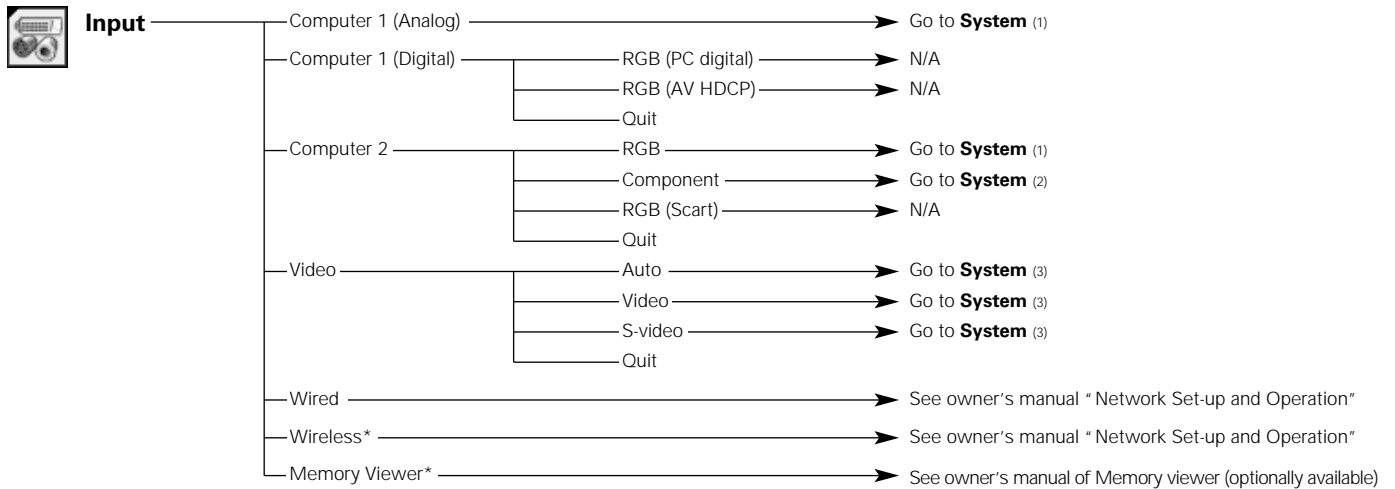 Input Computer 1 (Analog) Go to System (1)
Computer 1 (Digital) RGB (PC digital) N/A
RGB (AV HDCP) N/A
Quit
Computer 2 RGB Go to System (1)
Component Go to System (2)
RGB (Scart) N/A
Quit
Video Auto Go to System (3)
Video Go to System (3)
S-video Go to System (3)
Quit
Wired See owner's manual “Network Set-up and Operation”
Wireless* See owner's manual “Network Set-up and Operation”
Memory Viewer* See owner's manual of Memory viewer (optionally available)